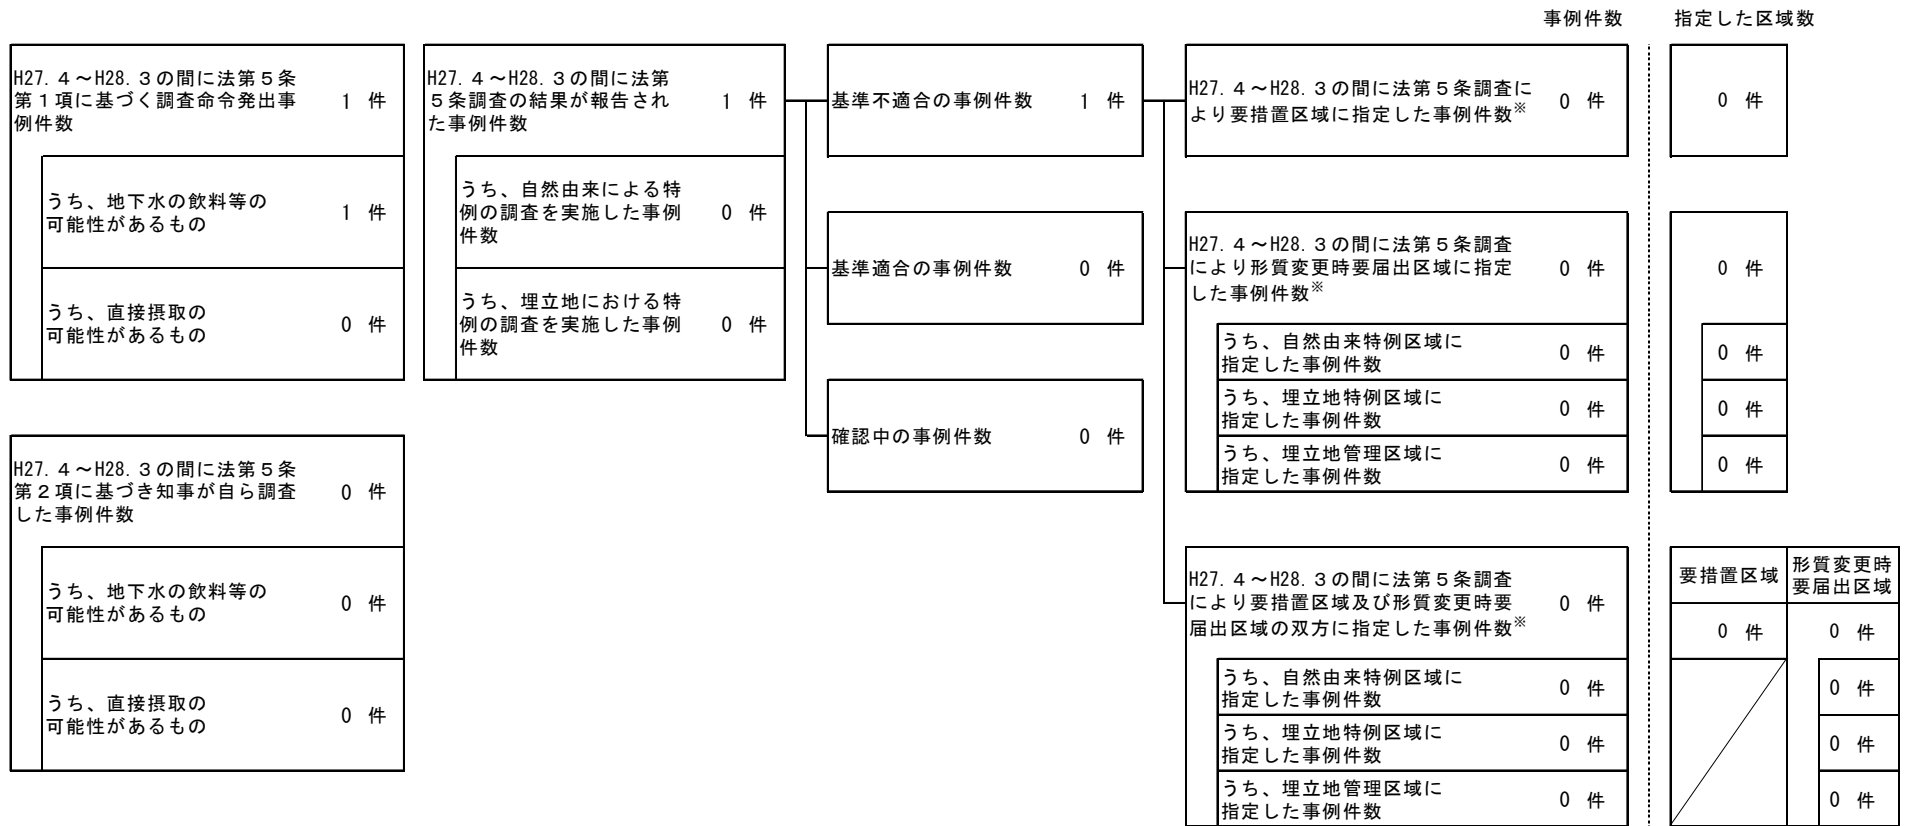 事例件数
指定した区域数
H27.４～H28.３の間に法第５条
第１項に基づく調査命令発出事
例件数
1 件
うち、地下水の飲料等の
可能性があるもの
1 件
うち、直接摂取の
可能性があるもの
0 件
H27.４～H28.３の間に法第５条
第２項に基づき知事が自ら調査
した事例件数
0 件
うち、地下水の飲料等の
可能性があるもの
0 件
うち、直接摂取の
可能性があるもの
0 件
H27.４～H28.３の間に法第
５条調査の結果が報告され
た事例件数
1 件
うち、自然由来による特
例の調査を実施した事例
件数
0 件
うち、埋立地における特
例の調査を実施した事例
件数
0 件
基準不適合の事例件数 1 件
基準適合の事例件数 0 件
確認中の事例件数 0 件
H27.４～H28.３の間に法第５条調査に
より要措置区域に指定した事例件数※
0 件
0 件
H27.４～H28.３の間に法第５条調査
により形質変更時要届出区域に指定
した事例件数※
0 件
0 件
うち、自然由来特例区域に
指定した事例件数
0 件
0 件
うち、埋立地特例区域に
指定した事例件数
0 件
0 件
うち、埋立地管理区域に
指定した事例件数
0 件
0 件
H27.４～H28.３の間に法第５条調査
により要措置区域及び形質変更時要
届出区域の双方に指定した事例件数※
0 件
要措置区域
形質変更時
要届出区域
0 件
0 件
うち、自然由来特例区域に
指定した事例件数
0 件
0 件
うち、埋立地特例区域に
指定した事例件数
0 件
0 件
うち、埋立地管理区域に
指定した事例件数
0 件
0 件